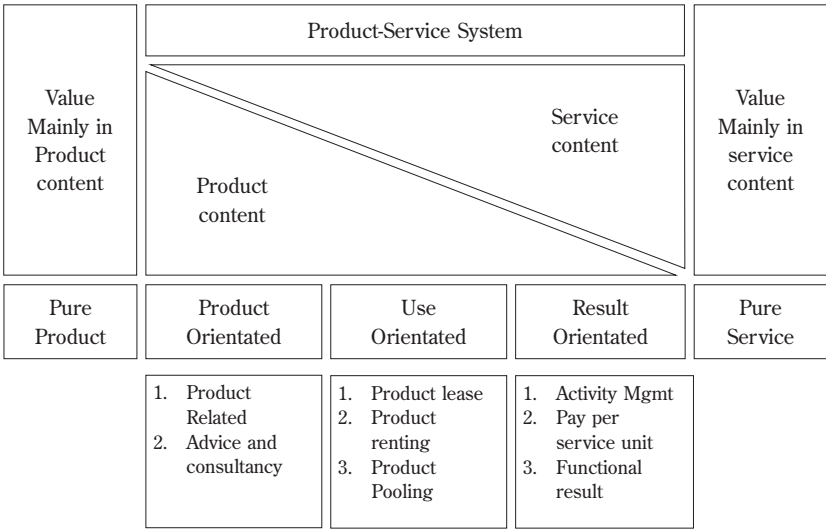 Product-Service System
Value
Mainly in
Product
content
Service
content
Product
content
Value
Mainly in
service
content
Pure
Product
Product
Orientated
Use
Orientated
Result
Orientated
Pure
Service
1. Product
Related
2. Advice and
consultancy
1. Product lease
2. Product
renting
3. Product
Pooling
1. Activity Mgmt
2. Pay per
service unit
3. Functional
result